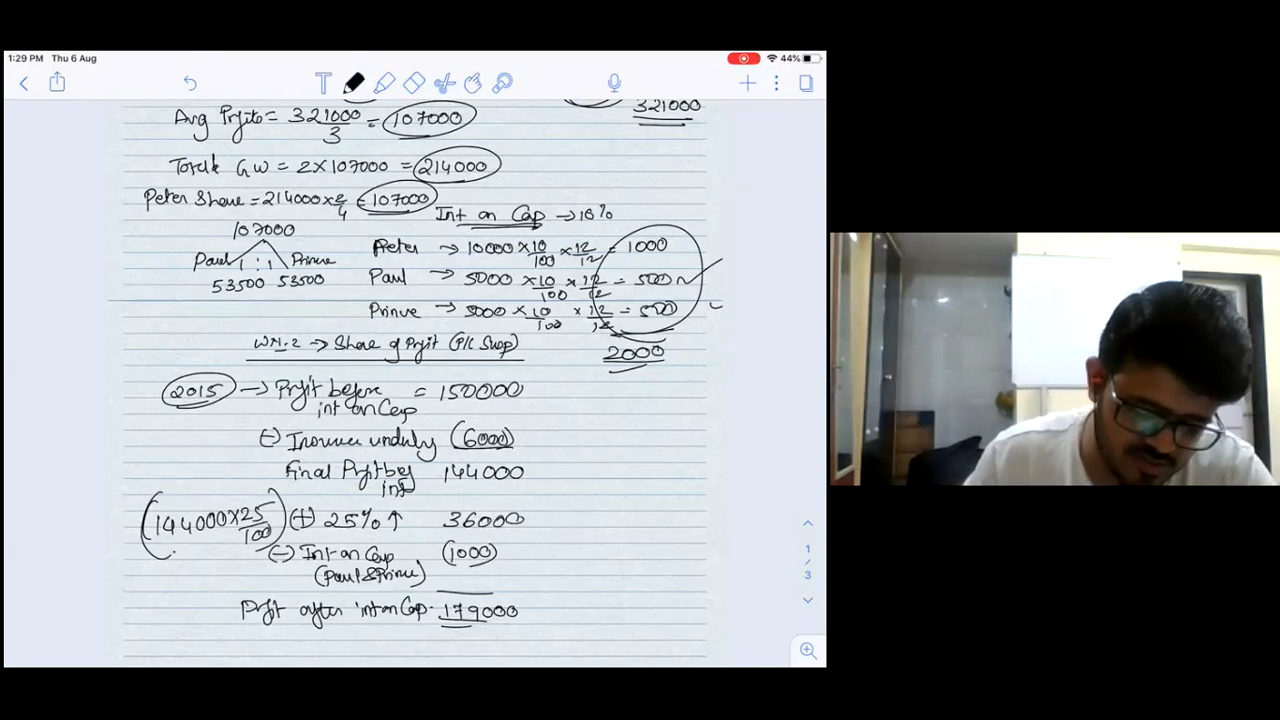 1:29 PM Thu 6 Aug
44%
T
321000
Avg Profits = 321000/3 = 107000
Total GW = 2 × 107000 = 214000
Peter Share = 214000 × 2/4 = 107000
107000
Paul 1 : 1 Prince
53500 53500
Int on Cap → 10%
Peter → 10000 × 10/100 × 12/12 = 1000
Paul → 5000 × 10/100 × 12/12 = 500
Prince → 5000 × 10/100 × 12/12 = 500
2000
WN.2 → Share of Profit (P/L Susp)
2015 → Profit before int on Cap = 150000
(-) Insurance undurly (6000)
Final Profit bef int 144000
(144000 × 25/100) (+) 25% ↑ 36000
(-) Int on Cap (1000)
(Paul & Prince)
Profit after int on Cap. 179000
1
/
3